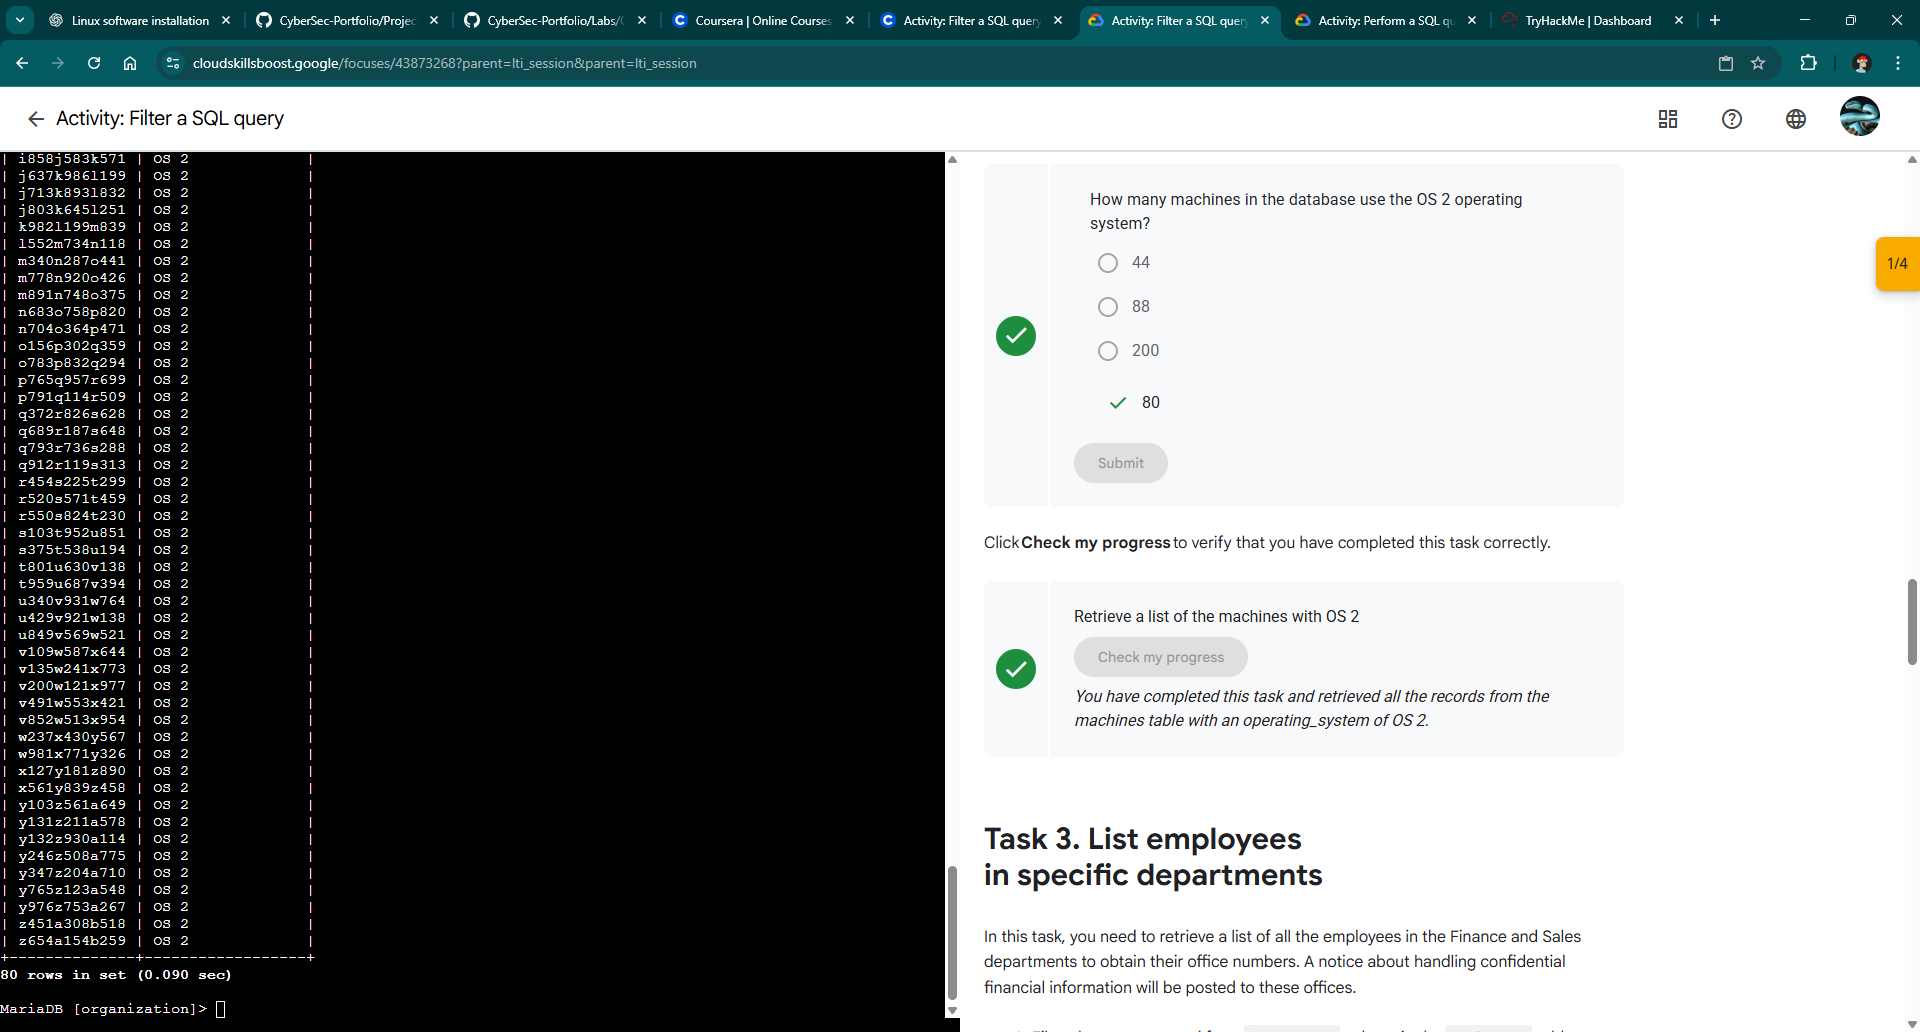 Linux software installation
CyberSec-Portfolio/Projec
CyberSec-Portfolio/Labs/C
Coursera | Online Courses
Activity: Filter a SQL query
Activity: Filter a SQL query
Activity: Perform a SQL qu
TryHackMe | Dashboard
cloudskillsboost.google/focuses/43873268?parent=lti_session&parent=lti_session
Activity: Filter a SQL query
| i858j583k571 | OS 2 |
| j637k986l199 | OS 2 |
| j713k893l832 | OS 2 |
| j803k645l251 | OS 2 |
| k982l199m839 | OS 2 |
| l552m734n118 | OS 2 |
| m340n287o441 | OS 2 |
| m778n920o426 | OS 2 |
| m891n748o375 | OS 2 |
| n683o758p820 | OS 2 |
| n704o364p471 | OS 2 |
| o156p302q359 | OS 2 |
| o783p832q294 | OS 2 |
| p765q957r699 | OS 2 |
| p791q114r509 | OS 2 |
| q372r826s628 | OS 2 |
| q689r187s648 | OS 2 |
| q793r736s288 | OS 2 |
| q912r119s313 | OS 2 |
| r454s225t299 | OS 2 |
| r520s571t459 | OS 2 |
| r550s824t230 | OS 2 |
| s103t952u851 | OS 2 |
| s375t538u194 | OS 2 |
| t801u630v138 | OS 2 |
| t959u687v394 | OS 2 |
| u340v931w764 | OS 2 |
| u429v921w138 | OS 2 |
| u849v569w521 | OS 2 |
| v109w587x644 | OS 2 |
| v135w241x773 | OS 2 |
| v200w121x977 | OS 2 |
| v491w553x421 | OS 2 |
| v852w513x954 | OS 2 |
| w237x430y567 | OS 2 |
| w981x771y326 | OS 2 |
| x127y181z890 | OS 2 |
| x561y839z458 | OS 2 |
| y103z561a649 | OS 2 |
| y131z211a578 | OS 2 |
| y132z930a114 | OS 2 |
| y246z508a775 | OS 2 |
| y347z204a710 | OS 2 |
| y765z123a548 | OS 2 |
| y976z753a267 | OS 2 |
| z451a308b518 | OS 2 |
| z654a154b259 | OS 2 |
+--------------+------------------+
80 rows in set (0.090 sec)
MariaDB [organization]>
How many machines in the database use the OS 2 operating
system?
44
88
200
80
Submit
1/4
Click Check my progress to verify that you have completed this task correctly.
Retrieve a list of the machines with OS 2
Check my progress
You have completed this task and retrieved all the records from the
machines table with an operating_system of OS 2.
Task 3. List employees
in specific departments
In this task, you need to retrieve a list of all the employees in the Finance and Sales
departments to obtain their office numbers. A notice about handling confidential
financial information will be posted to these offices.